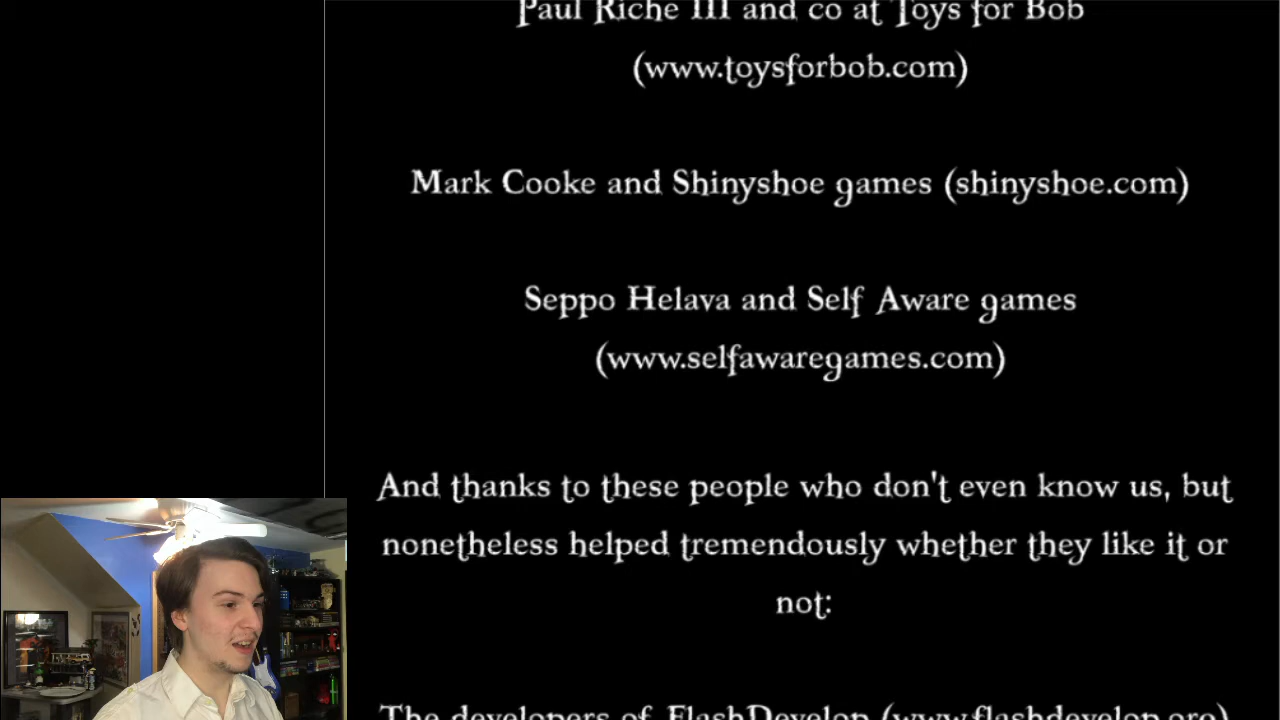 Paul Riche III and co at Toys for Bob
(www.toysforbob.com)
Mark Cooke and Shinyshoe games (shinyshoe.com)
Seppo Helava and Self Aware games
(www.selfawaregames.com)
And thanks to these people who don't even know us, but
nonetheless helped tremendously whether they like it or
not:
The developers of FlashDevelop (www.flashdevelop.org)